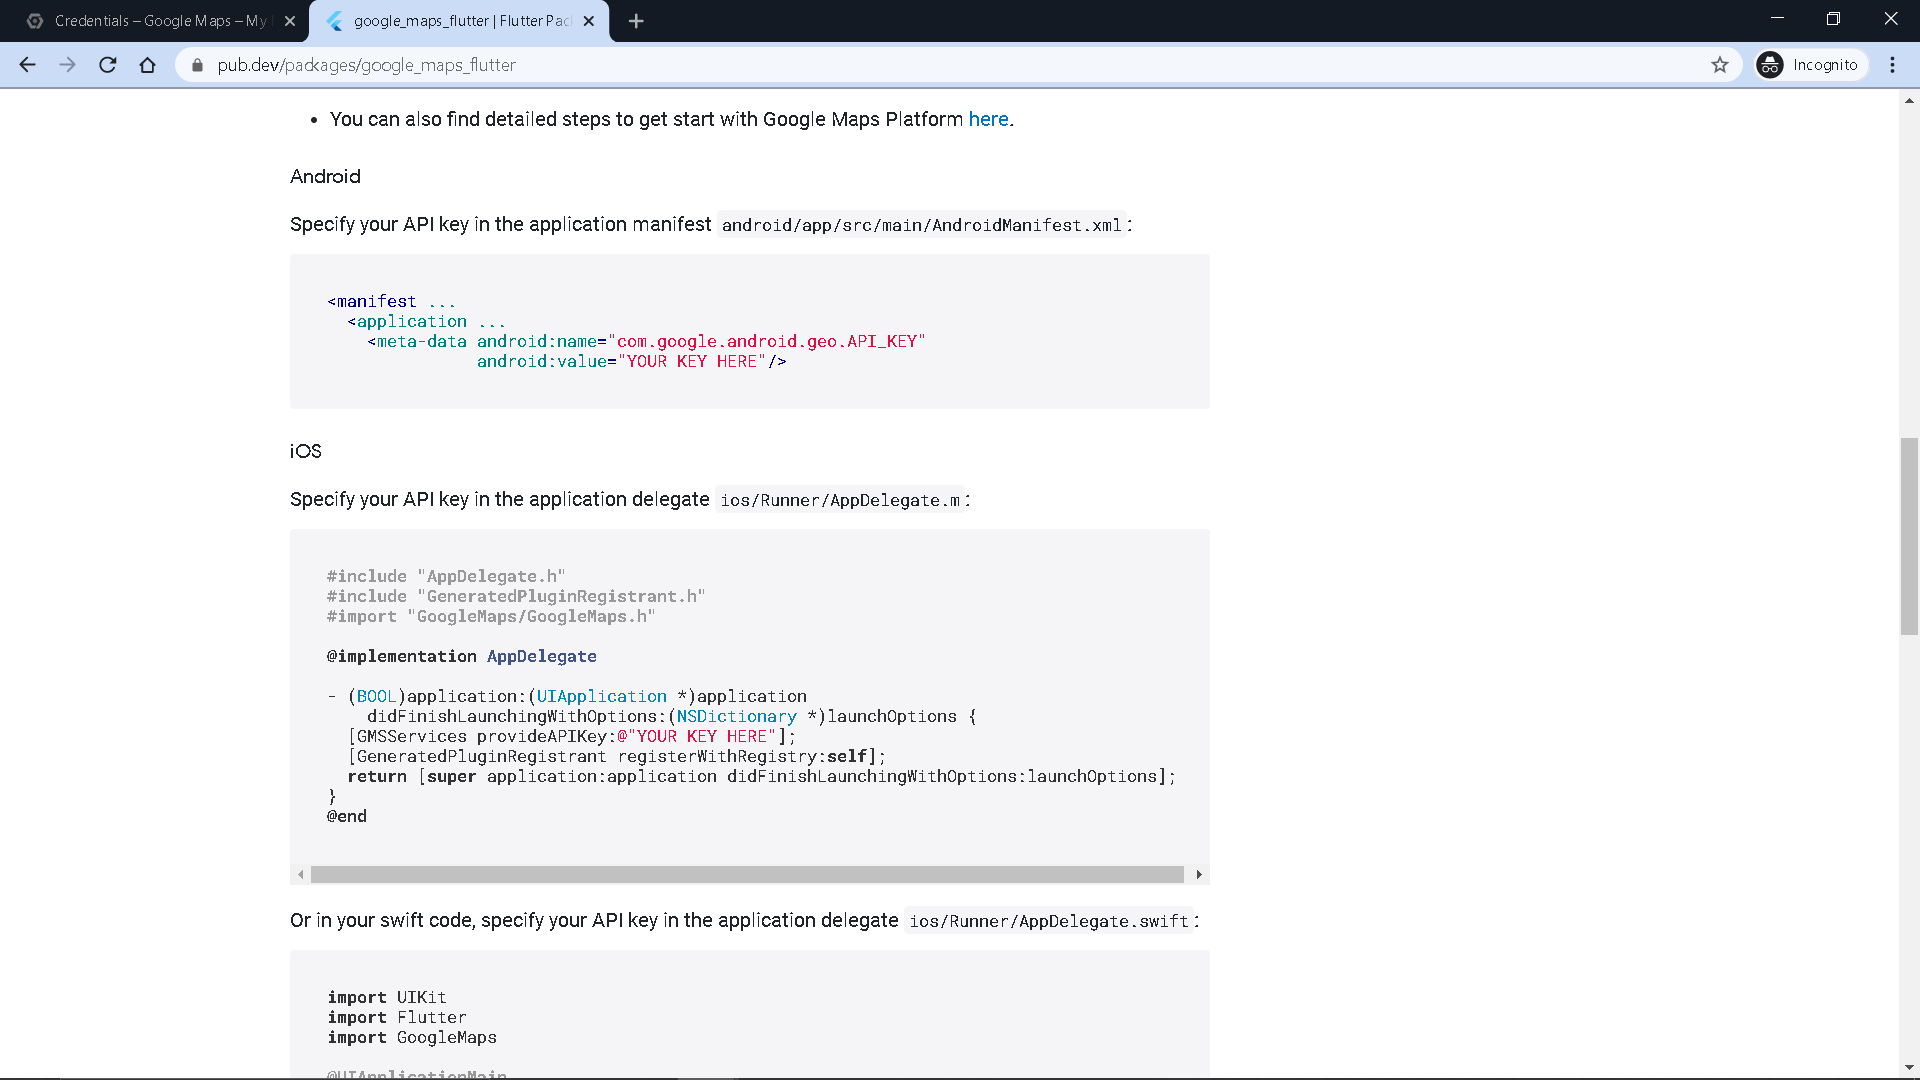 Credentials – Google Maps – My
google_maps_flutter | Flutter Pac
pub.dev/packages/google_maps_flutter
Incognito
• You can also find detailed steps to get start with Google Maps Platform here.
Android
Specify your API key in the application manifest android/app/src/main/AndroidManifest.xml:
<manifest ...
<application ...
<meta-data android:name="com.google.android.geo.API_KEY"
android:value="YOUR KEY HERE"/>
iOS
Specify your API key in the application delegate ios/Runner/AppDelegate.m:
#include "AppDelegate.h"
#include "GeneratedPluginRegistrant.h"
#import "GoogleMaps/GoogleMaps.h"
@implementation AppDelegate
- (BOOL)application:(UIApplication *)application
didFinishLaunchingWithOptions:(NSDictionary *)launchOptions {
[GMSServices provideAPIKey:@"YOUR KEY HERE"];
[GeneratedPluginRegistrant registerWithRegistry:self];
return [super application:application didFinishLaunchingWithOptions:launchOptions];
}
@end
Or in your swift code, specify your API key in the application delegate ios/Runner/AppDelegate.swift:
import UIKit
import Flutter
import GoogleMaps
@UIApplicationMain